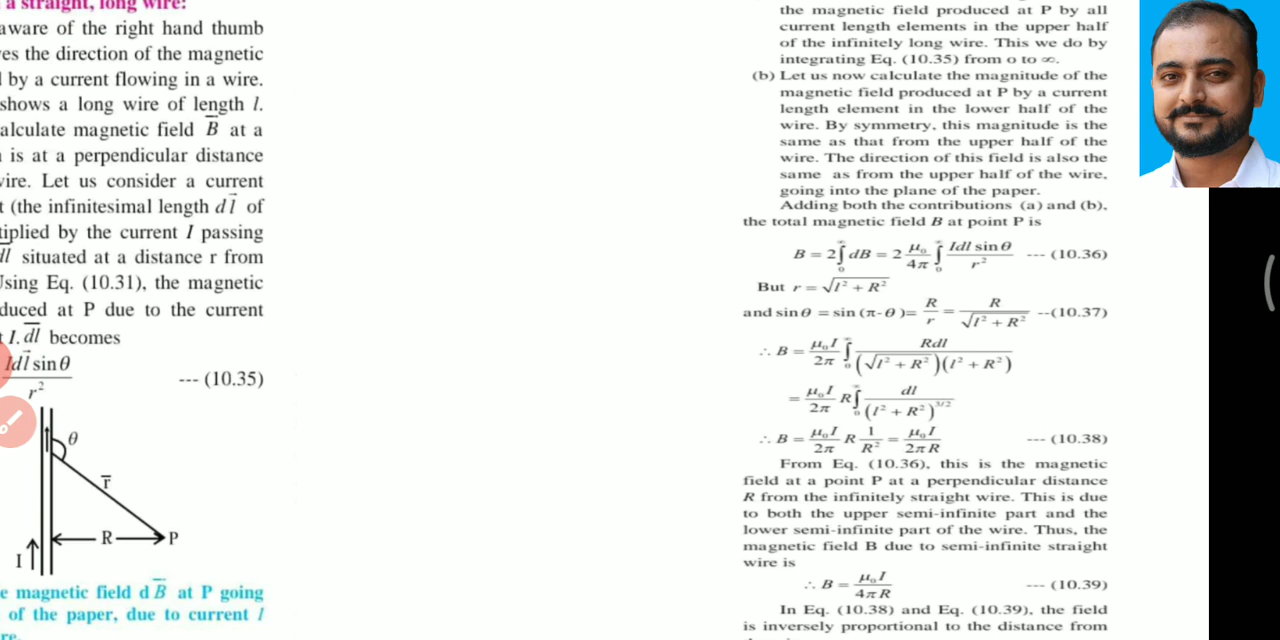 a straight, long wire:
aware of the right hand thumb
es the direction of the magnetic
by a current flowing in a wire.
shows a long wire of length l.
alculate magnetic field B⃗ at a
is at a perpendicular distance
wire. Let us consider a current
t (the infinitesimal length dl⃗ of
tiplied by the current I passing
dl situated at a distance r from
Using Eq. (10.31), the magnetic
duced at P due to the current
I.dl becomes
Idl⃗ sinθ / r² --- (10.35)
θ
r
R
P
I
e magnetic field dB at P going
of the paper, due to current I
re.
the magnetic field produced at P by all
current length elements in the upper half
of the infinitely long wire. This we do by
integrating Eq. (10.35) from o to ∞.
(b) Let us now calculate the magnitude of the
magnetic field produced at P by a current
length element in the lower half of the
wire. By symmetry, this magnitude is the
same as that from the upper half of the
wire. The direction of this field is also the
same as from the upper half of the wire,
going into the plane of the paper.
Adding both the contributions (a) and (b),
the total magnetic field B at point P is
B = 2∫₀^∞ dB = 2 μ₀/4π ∫₀^∞ Idl sinθ / r² --- (10.36)
But r = √(l² + R²)
and sinθ = sin (π-θ)= R/r = R/√(l² + R²) --(10.37)
∴ B = μ₀I/2π ∫₀^∞ Rdl / (√(l² + R²))(l² + R²)
= μ₀I/2π R∫₀^∞ dl / (l² + R²)^3/2
∴ B = μ₀I/2π R 1/R² = μ₀I/2πR --- (10.38)
From Eq. (10.36), this is the magnetic
field at a point P at a perpendicular distance
R from the infinitely straight wire. This is due
to both the upper semi-infinite part and the
lower semi-infinite part of the wire. Thus, the
magnetic field B due to semi-infinite straight
wire is
∴ B = μ₀I/4πR --- (10.39)
In Eq. (10.38) and Eq. (10.39), the field
is inversely proportional to the distance from